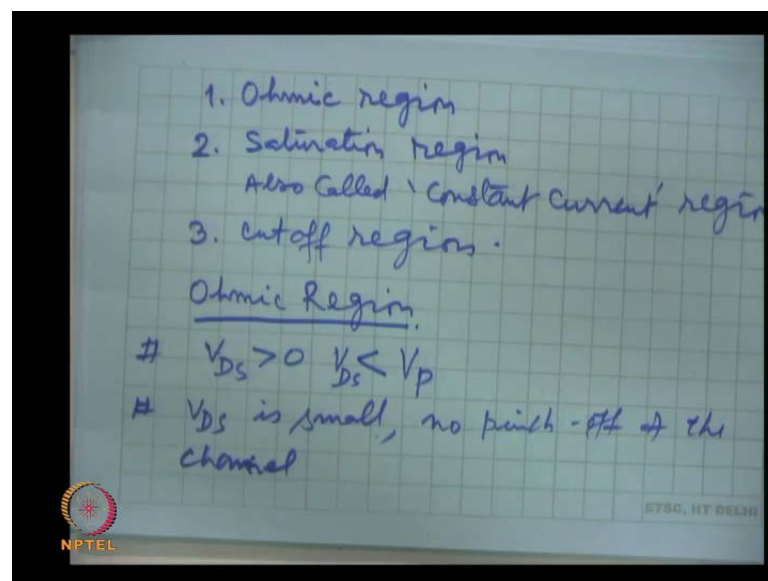 1. Ohmic region
2. Saturation region
Also Called 'Constant Current' region
3. cutoff region.
Ohmic Region.
# VDS > 0 VDS < Vp
# VDS is small, no pinch-off of the
channel
ETSC, IIT DELHI
NPTEL